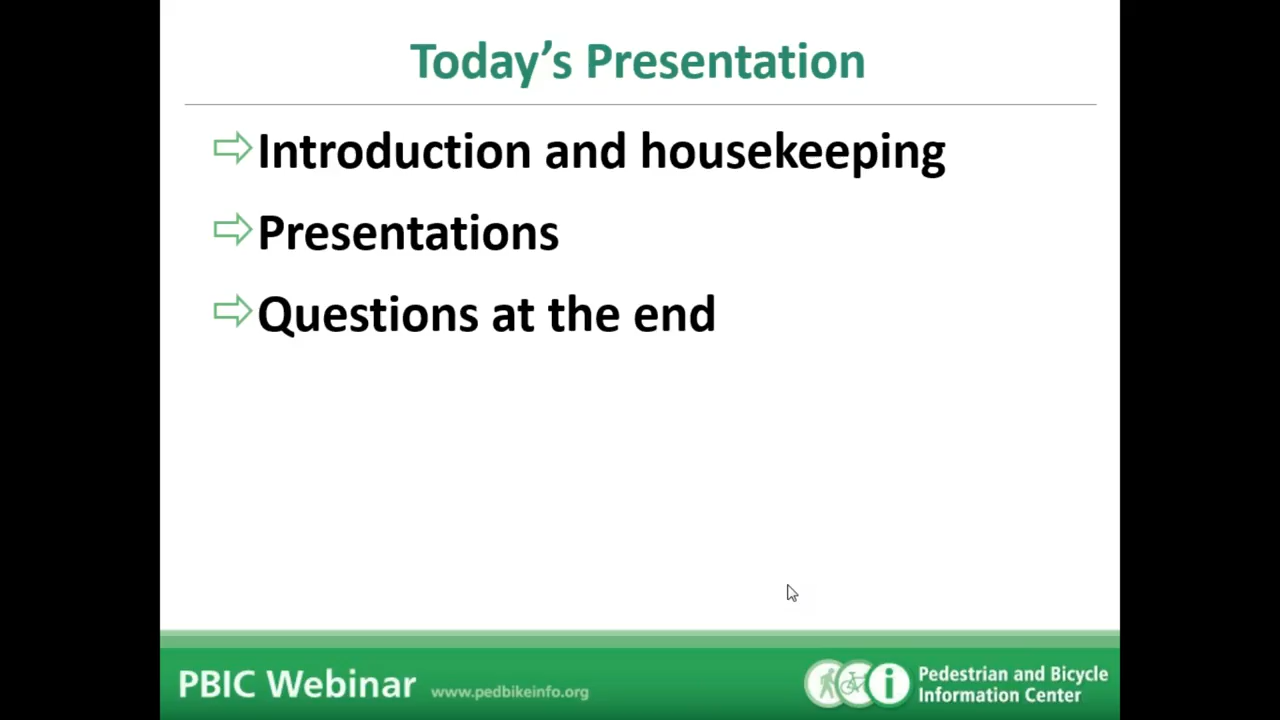 Today’s Presentation
Introduction and housekeeping
Presentations
Questions at the end
PBIC Webinar www.pedbikeinfo.org
i
Pedestrian and Bicycle
Information Center